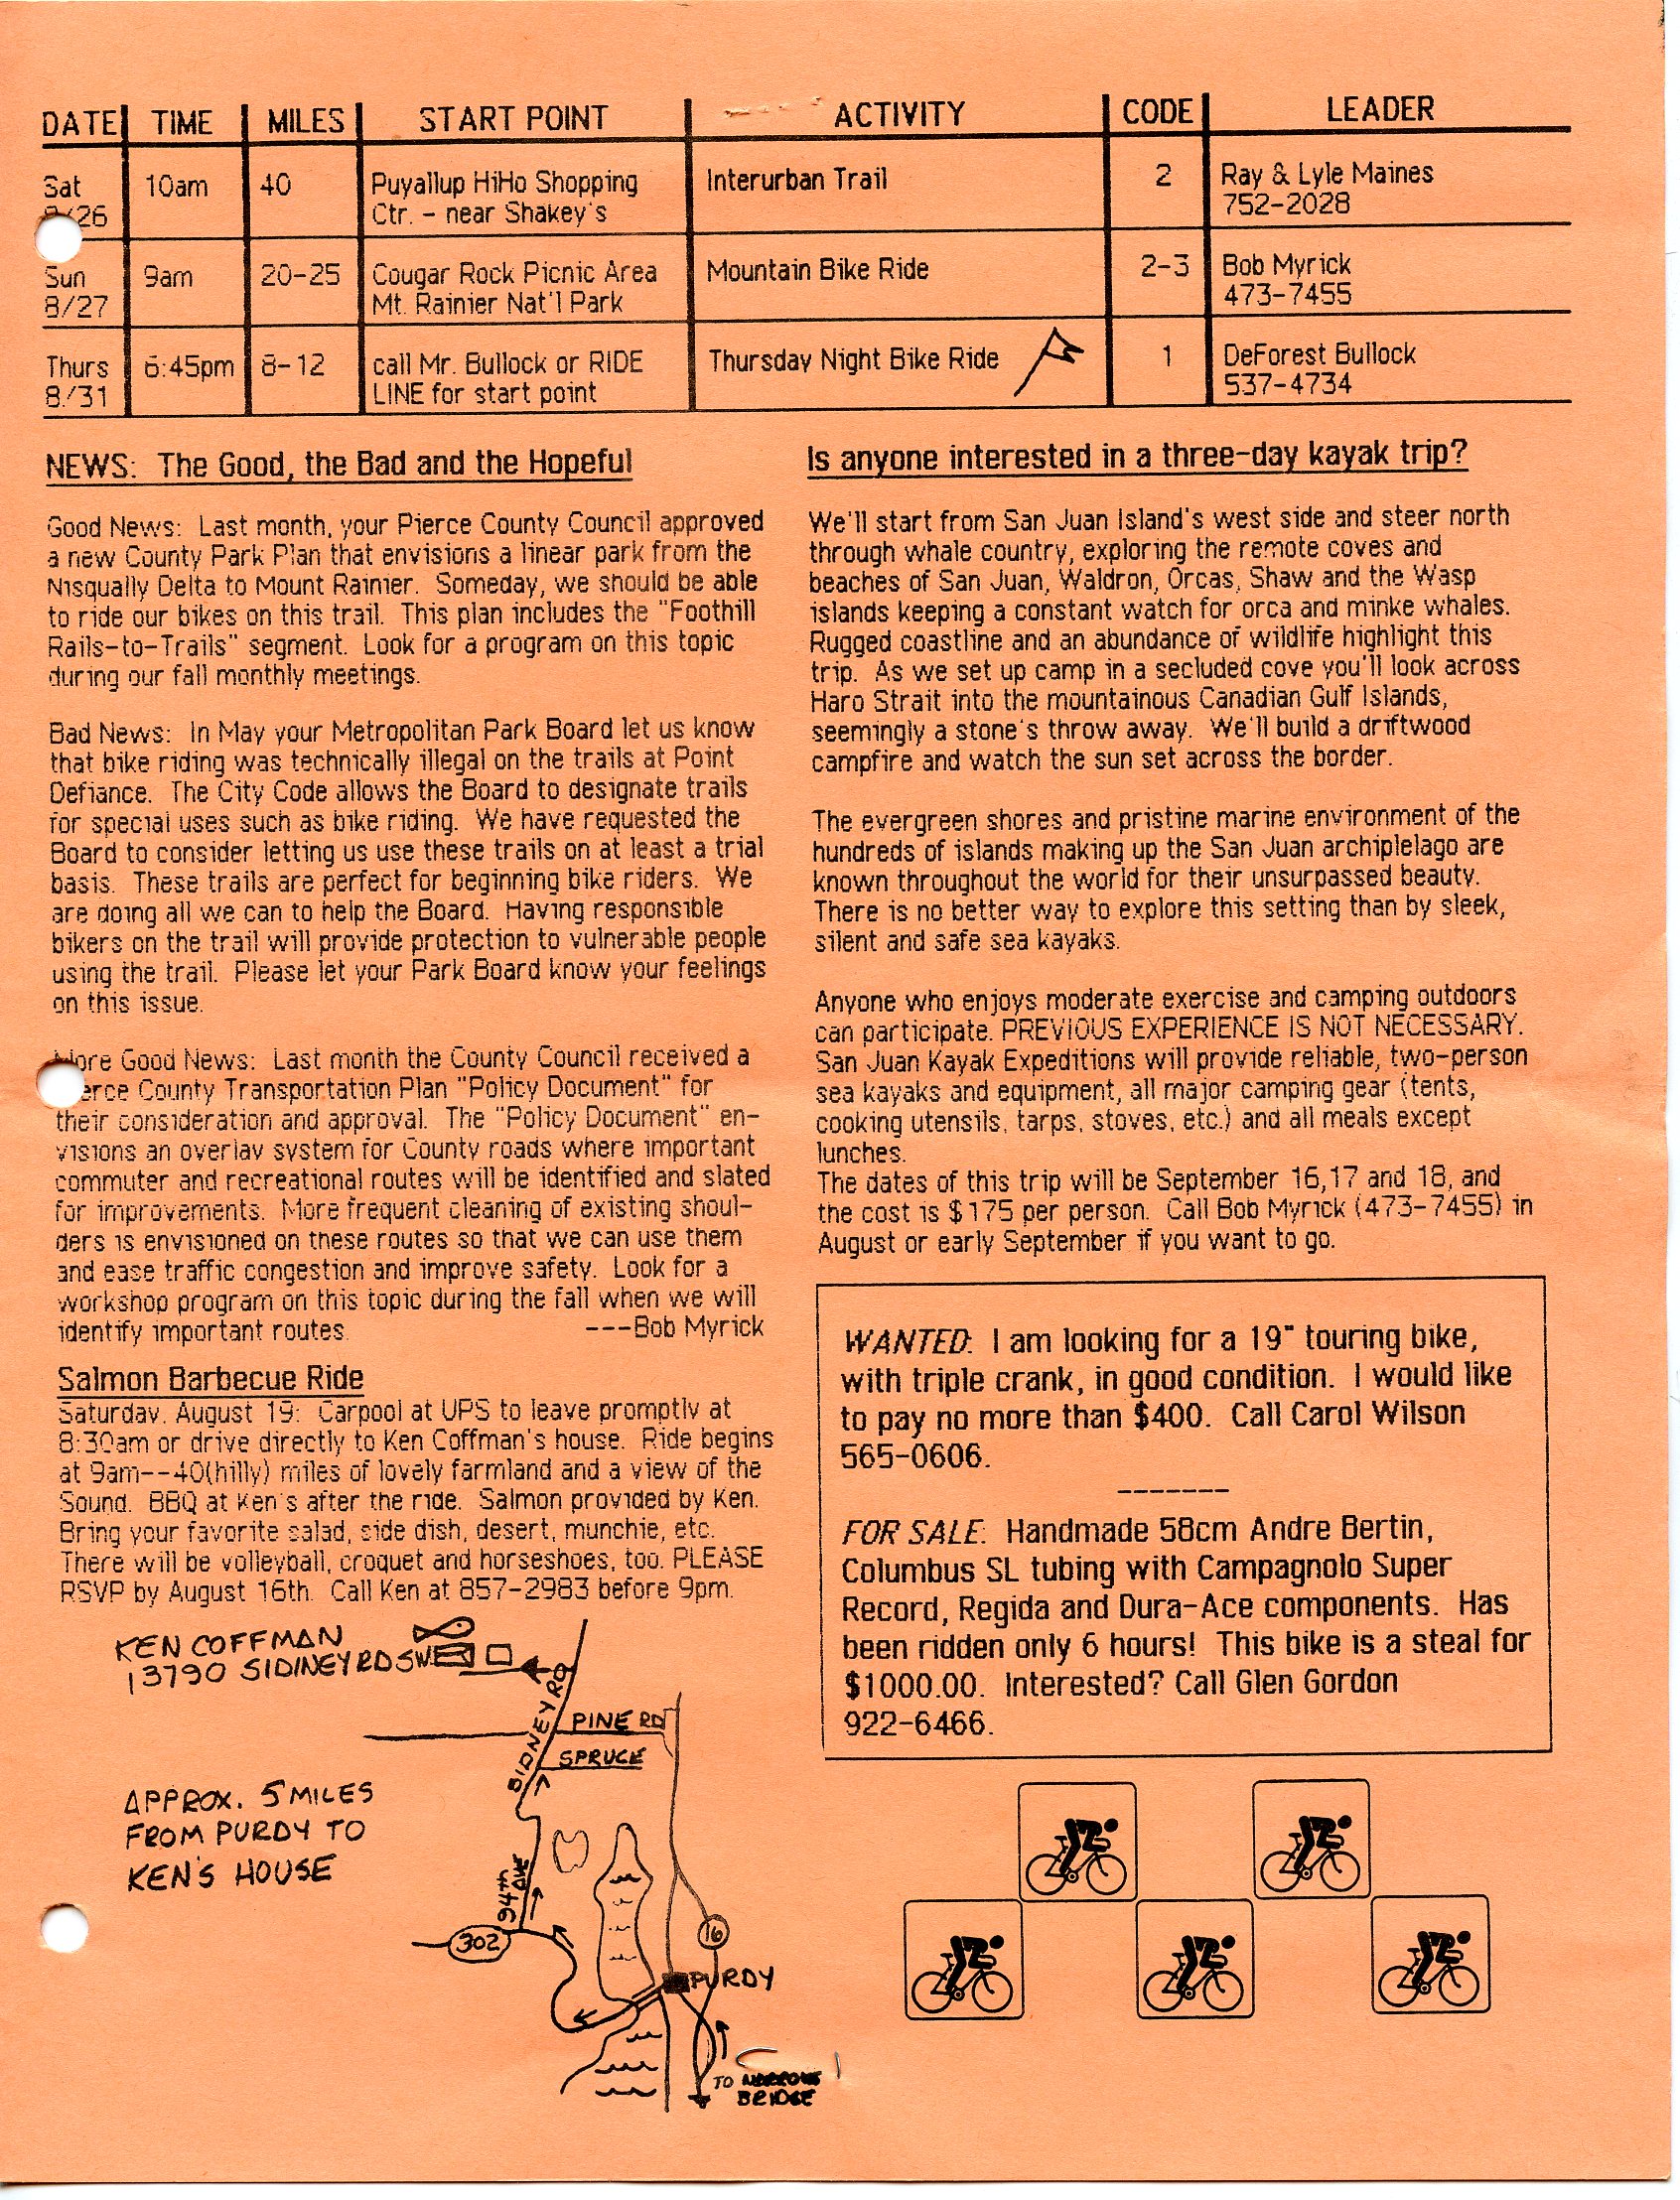 DATE TIME MILES START POINT ACTIVITY CODE LEADER
Sat 10am 40 Puyallup HiHo Shopping Interurban Trail 2 Ray & Lyle Maines
/26 Ctr. - near Shakey's 752-2028
Sun 9am 20-25 Cougar Rock Picnic Area Mountain Bike Ride 2-3 Bob Myrick
8/27 Mt. Rainier Nat'l Park 473-7455
Thurs 6:45pm 8-12 call Mr. Bullock or RIDE Thursday Night Bike Ride 1 DeForest Bullock
8/31 LINE for start point 537-4734
NEWS: The Good, the Bad and the Hopeful
Good News: Last month, your Pierce County Council approved
a new County Park Plan that envisions a linear park from the
Nisqually Delta to Mount Rainier. Someday, we should be able
to ride our bikes on this trail. This plan includes the "Foothill
Rails-to-Trails" segment. Look for a program on this topic
during our fall monthly meetings.
Bad News: In May your Metropolitan Park Board let us know
that bike riding was technically illegal on the trails at Point
Defiance. The City Code allows the Board to designate trails
for special uses such as bike riding. We have requested the
Board to consider letting us use these trails on at least a trial
basis. These trails are perfect for beginning bike riders. We
are doing all we can to help the Board. Having responsible
bikers on the trail will provide protection to vulnerable people
using the trail. Please let your Park Board know your feelings
on this issue.
More Good News: Last month the County Council received a
erce County Transportation Plan "Policy Document" for
their consideration and approval. The "Policy Document" en-
visions an overlay system for County roads where important
commuter and recreational routes will be identified and slated
for improvements. More frequent cleaning of existing shoul-
ders is envisioned on these routes so that we can use them
and ease traffic congestion and improve safety. Look for a
workshop program on this topic during the fall when we will
identify important routes. ---Bob Myrick
Salmon Barbecue Ride
Saturday, August 19: Carpool at UPS to leave promptly at
8:30am or drive directly to Ken Coffman's house. Ride begins
at 9am--40(hilly) miles of lovely farmland and a view of the
Sound. BBQ at Ken's after the ride. Salmon provided by Ken.
Bring your favorite salad, side dish, desert, munchie, etc.
There will be volleyball, croquet and horseshoes, too. PLEASE
RSVP by August 16th. Call Ken at 857-2983 before 9pm.
KEN COFFMAN
13790 SIDINEY RD SW
SIDNEY RD
PINE RD
SPRUCE
APPROX. 5 MILES
FROM PURDY TO
KEN'S HOUSE
94th AVE
302
16
PURDY
TO NARROWS
BRIDGE
Is anyone interested in a three-day kayak trip?
We'll start from San Juan Island's west side and steer north
through whale country, exploring the remote coves and
beaches of San Juan, Waldron, Orcas, Shaw and the Wasp
islands keeping a constant watch for orca and minke whales.
Rugged coastline and an abundance of wildlife highlight this
trip. As we set up camp in a secluded cove you'll look across
Haro Strait into the mountainous Canadian Gulf Islands,
seemingly a stone's throw away. We'll build a driftwood
campfire and watch the sun set across the border.
The evergreen shores and pristine marine environment of the
hundreds of islands making up the San Juan archiplelago are
known throughout the world for their unsurpassed beauty.
There is no better way to explore this setting than by sleek,
silent and safe sea kayaks.
Anyone who enjoys moderate exercise and camping outdoors
can participate. PREVIOUS EXPERIENCE IS NOT NECESSARY.
San Juan Kayak Expeditions will provide reliable, two-person
sea kayaks and equipment, all major camping gear (tents,
cooking utensils, tarps, stoves, etc.) and all meals except
lunches.
The dates of this trip will be September 16,17 and 18, and
the cost is $175 per person. Call Bob Myrick (473-7455) in
August or early September if you want to go.
WANTED: I am looking for a 19" touring bike,
with triple crank, in good condition. I would like
to pay no more than $400. Call Carol Wilson
565-0606.
-------
FOR SALE: Handmade 58cm Andre Bertin,
Columbus SL tubing with Campagnolo Super
Record, Regida and Dura-Ace components. Has
been ridden only 6 hours! This bike is a steal for
$1000.00. Interested? Call Glen Gordon
922-6466.